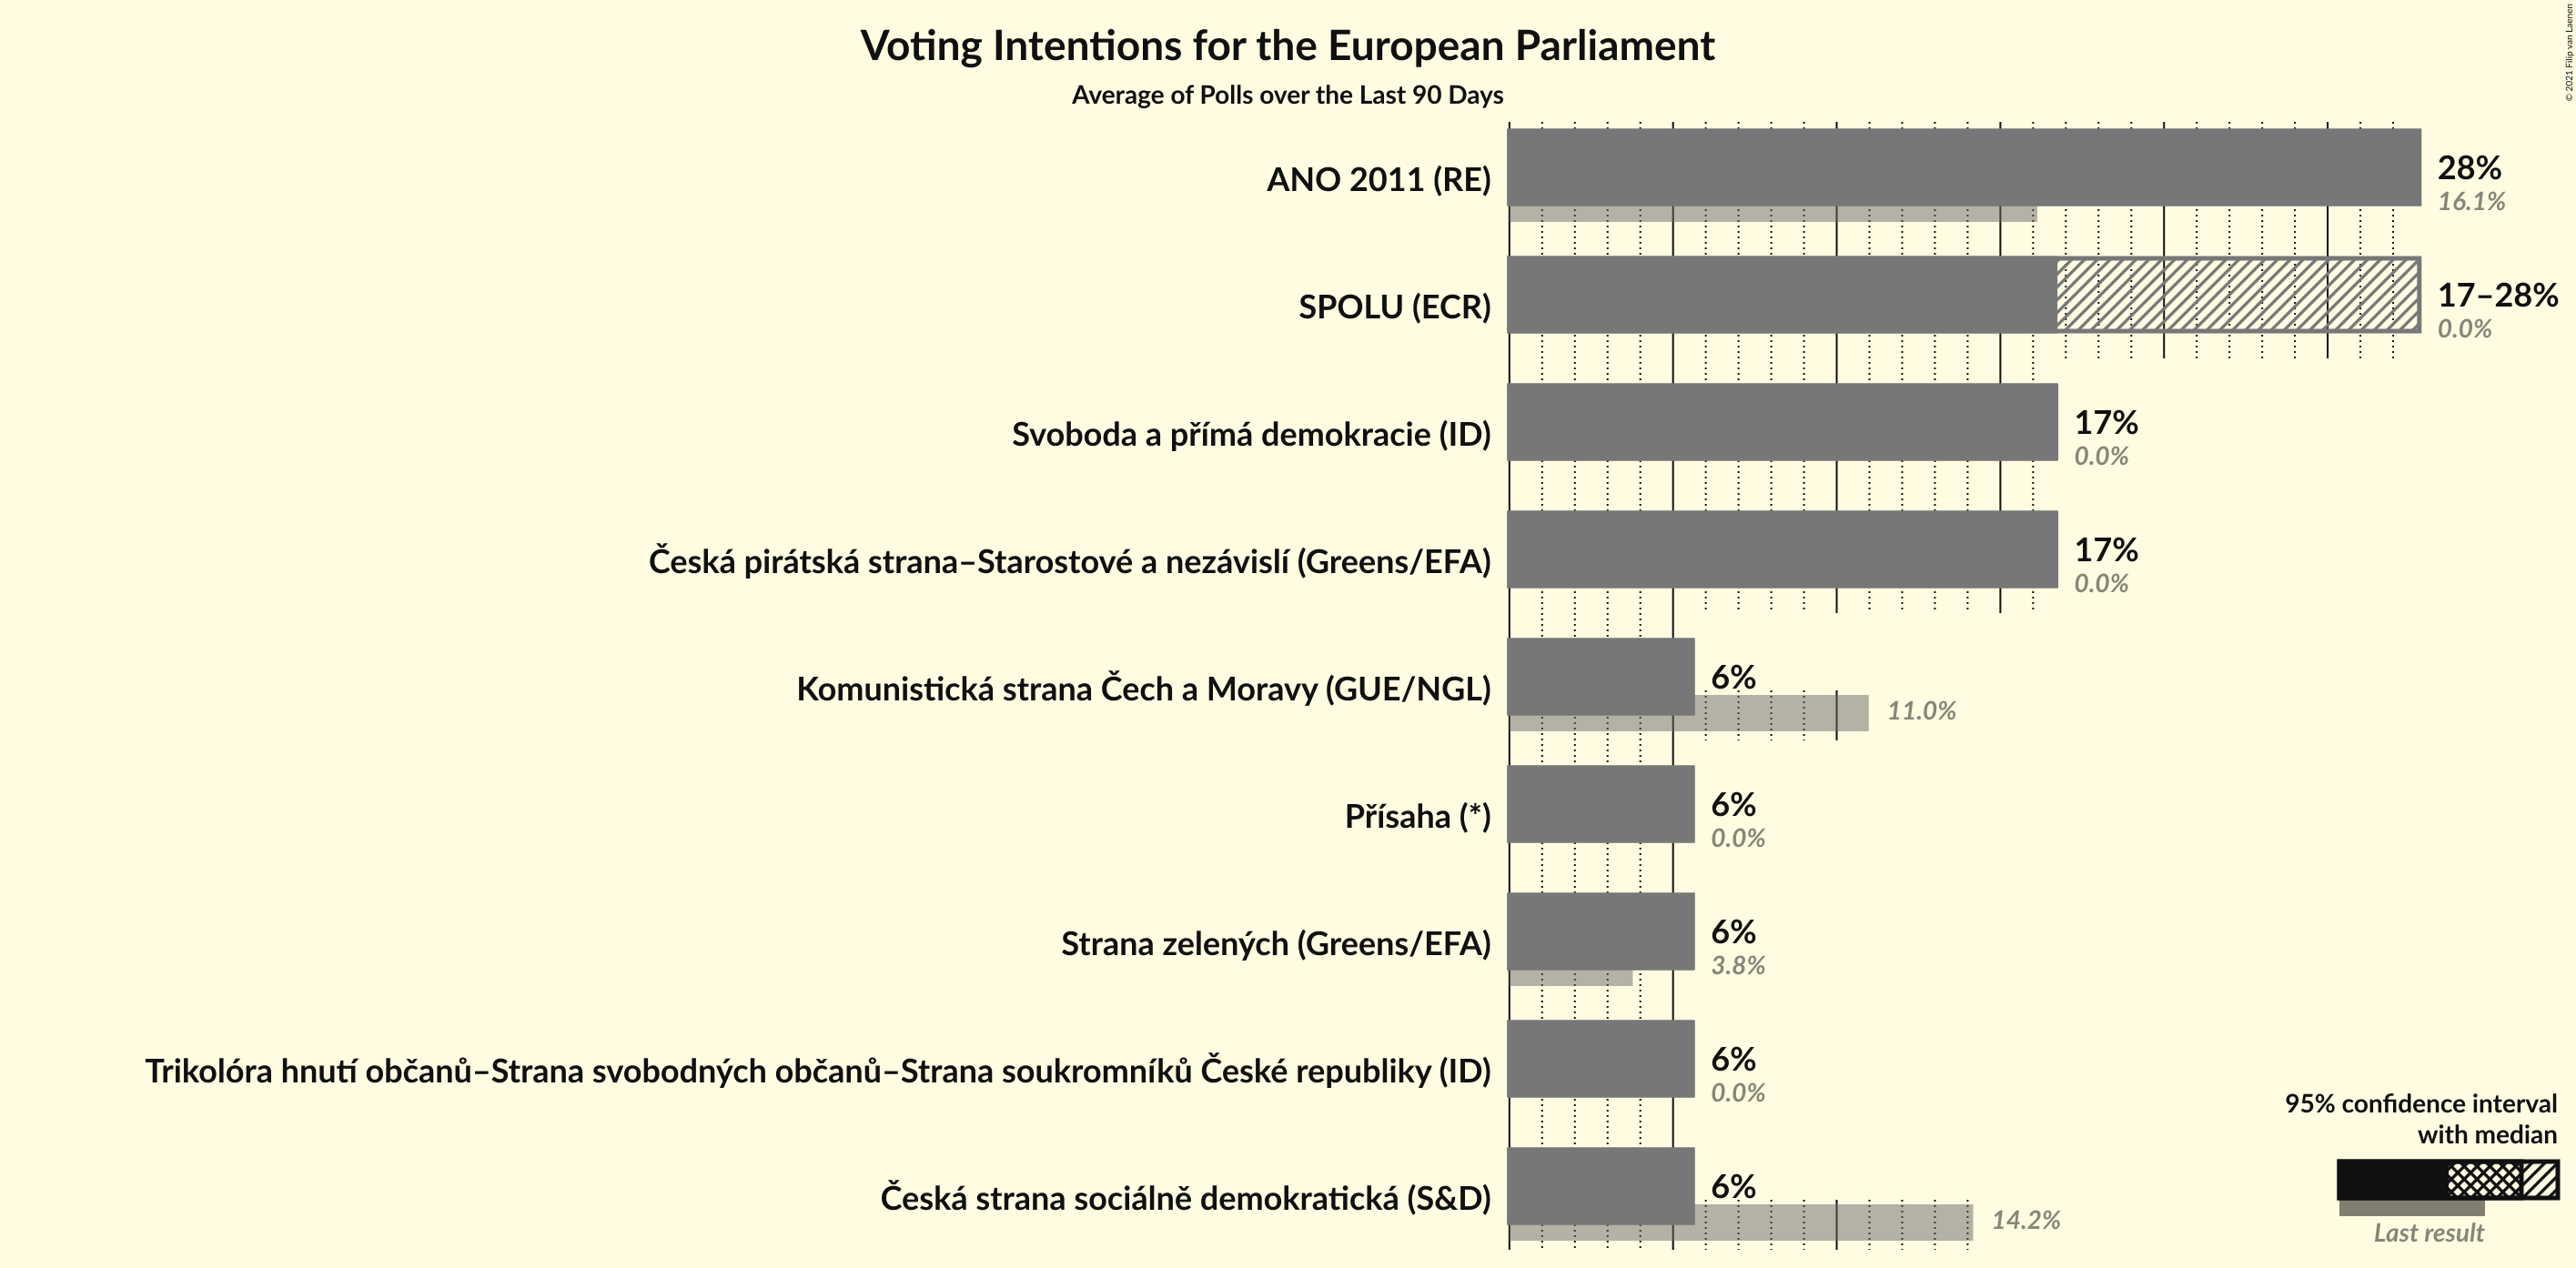 Voting Intentions for the European Parliament
Average of Polls over the Last 90 Days
© 2021 Filip van Laenen
ANO 2011 (RE)
28%
16.1%
SPOLU (ECR)
17–28%
0.0%
Svoboda a přímá demokracie (ID)
17%
0.0%
Česká pirátská strana–Starostové a nezávislí (Greens/EFA)
17%
0.0%
Komunistická strana Čech a Moravy (GUE/NGL)
6%
11.0%
Přísaha (*)
6%
0.0%
Strana zelených (Greens/EFA)
6%
3.8%
Trikolóra hnutí občanů–Strana svobodných občanů–Strana soukromníků České republiky (ID)
6%
0.0%
Česká strana sociálně demokratická (S&D)
6%
14.2%
95% confidence interval
with median
Last result